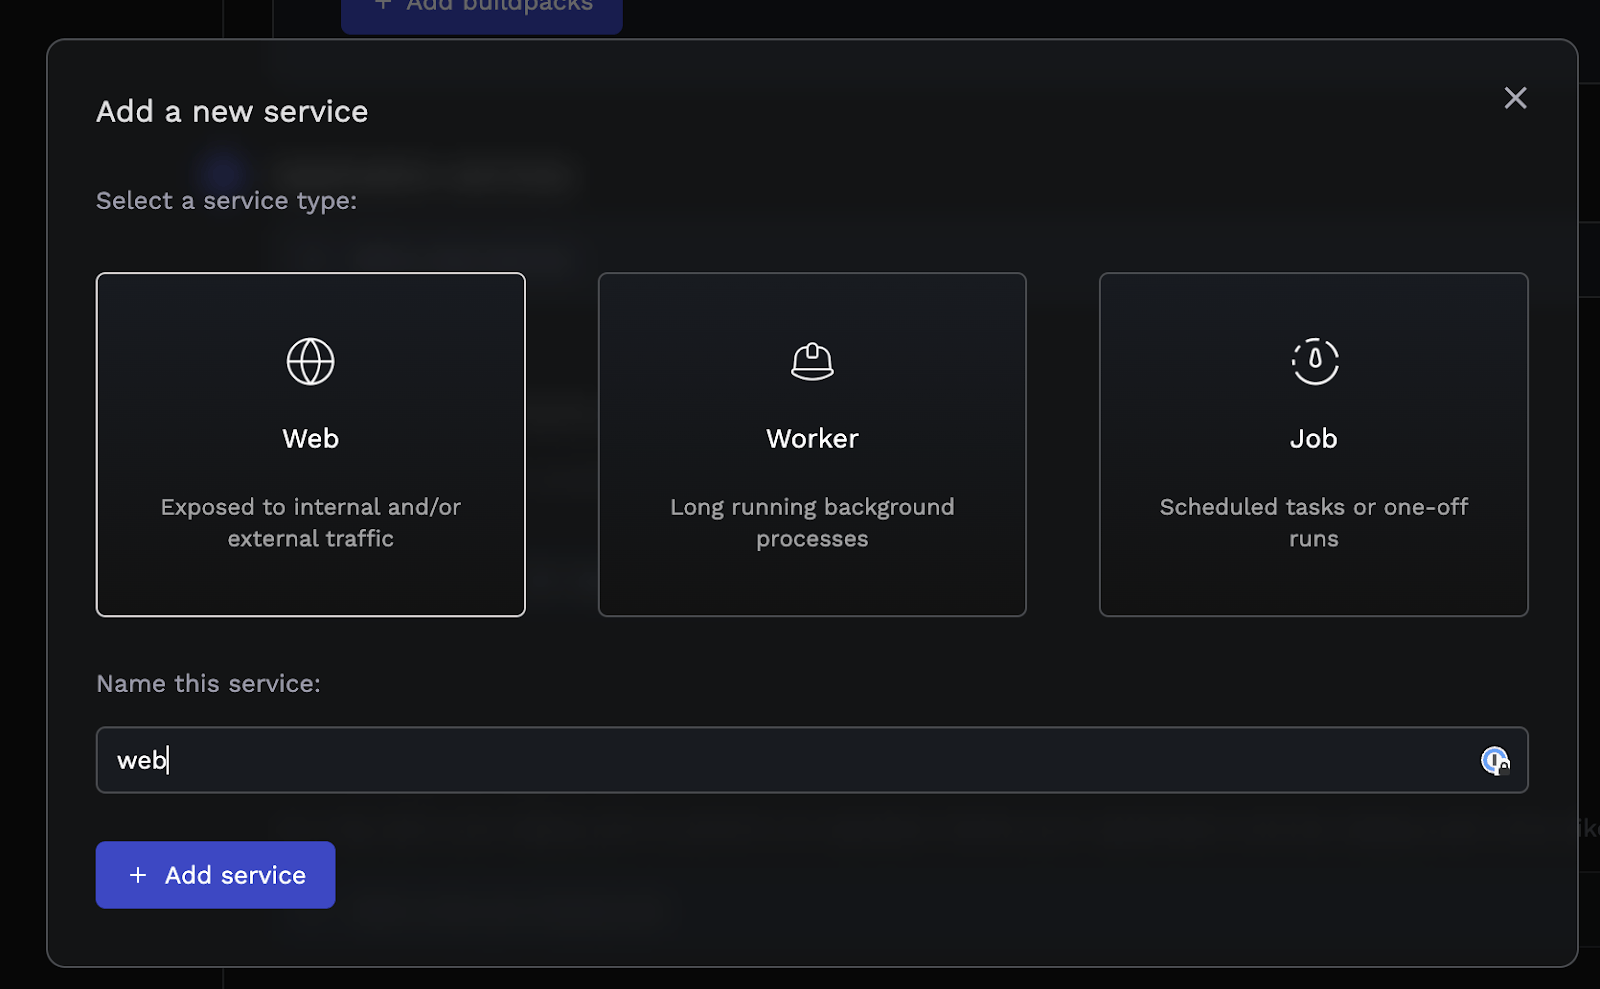 + Add buildpacks
Add a new service
Select a service type:
Web
Exposed to internal and/or
external traffic
Worker
Long running background
processes
Job
Scheduled tasks or one-off
runs
Name this service:
web
+ Add service